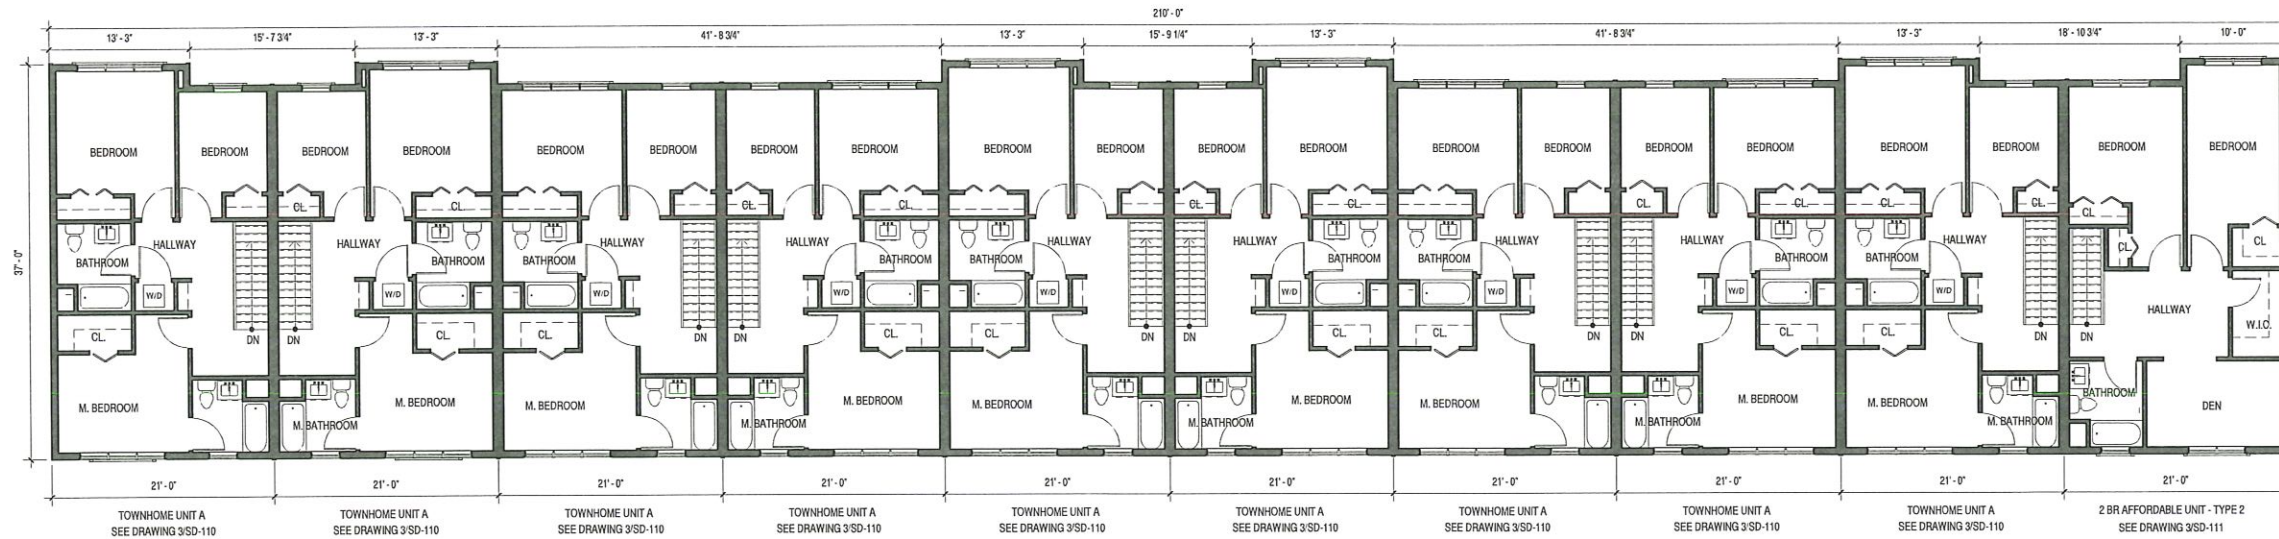 210' - 0"
13' - 3" 15' - 7 3/4" 13' - 3" 41' - 8 3/4" 13' - 3" 15' - 9 1/4" 13' - 3" 41' - 8 3/4" 13' - 3" 18' - 10 3/4" 10' - 0"
37' - 0"
BEDROOM BEDROOM BEDROOM BEDROOM BEDROOM BEDROOM BEDROOM BEDROOM BEDROOM BEDROOM BEDROOM BEDROOM BEDROOM BEDROOM BEDROOM BEDROOM BEDROOM BEDROOM BEDROOM BEDROOM
CL. CL. CL. CL. CL. CL. CL. CL. CL. CL. CL.
HALLWAY HALLWAY HALLWAY HALLWAY HALLWAY HALLWAY HALLWAY HALLWAY HALLWAY CL. CL.
BATHROOM BATHROOM BATHROOM BATHROOM BATHROOM BATHROOM BATHROOM BATHROOM BATHROOM
W/D W/D W/D W/D W/D W/D W/D W/D W/D
HALLWAY W.I.C.
CL. DN DN CL. CL. DN DN CL. CL. DN DN CL. CL. DN DN CL. CL. DN DN
M. BEDROOM M. BEDROOM M. BEDROOM M. BEDROOM M. BEDROOM M. BEDROOM M. BEDROOM M. BEDROOM M. BEDROOM BATHROOM DEN
M. BATHROOM M. BATHROOM M. BATHROOM M. BATHROOM M. BATHROOM
21' - 0" 21' - 0" 21' - 0" 21' - 0" 21' - 0" 21' - 0" 21' - 0" 21' - 0" 21' - 0" 21' - 0"
TOWNHOME UNIT A TOWNHOME UNIT A TOWNHOME UNIT A TOWNHOME UNIT A TOWNHOME UNIT A TOWNHOME UNIT A TOWNHOME UNIT A TOWNHOME UNIT A TOWNHOME UNIT A 2 BR AFFORDABLE UNIT - TYPE 2
SEE DRAWING 3/SD-110 SEE DRAWING 3/SD-110 SEE DRAWING 3/SD-110 SEE DRAWING 3/SD-110 SEE DRAWING 3/SD-110 SEE DRAWING 3/SD-110 SEE DRAWING 3/SD-110 SEE DRAWING 3/SD-110 SEE DRAWING 3/SD-110 SEE DRAWING 3/SD-111